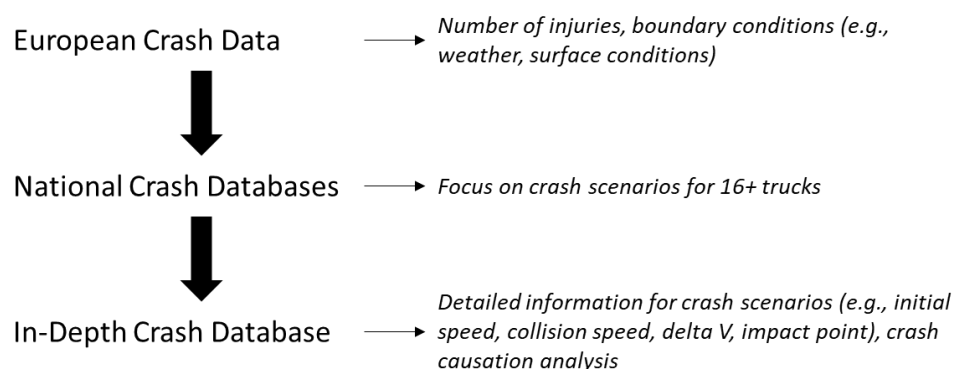 European Crash Data
Number of injuries, boundary conditions (e.g.,
weather, surface conditions)
National Crash Databases
Focus on crash scenarios for 16+ trucks
In-Depth Crash Database
Detailed information for crash scenarios (e.g., initial
speed, collision speed, delta V, impact point), crash
causation analysis